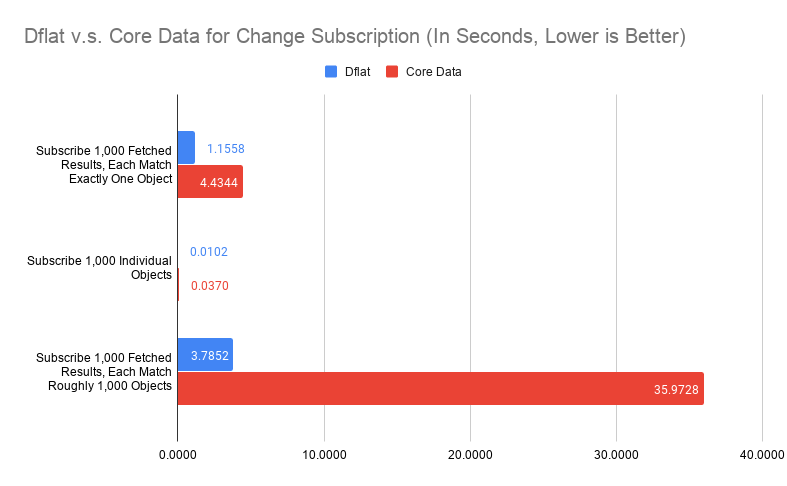 Dflat v.s. Core Data for Change Subscription (In Seconds, Lower is Better)
Dflat
Core Data
Subscribe 1,000 Fetched
Results, Each Match
Exactly One Object
1.1558
4.4344
Subscribe 1,000 Individual
Objects
0.0102
0.0370
Subscribe 1,000 Fetched
Results, Each Match
Roughly 1,000 Objects
3.7852
35.9728
0.0000
10.0000
20.0000
30.0000
40.0000